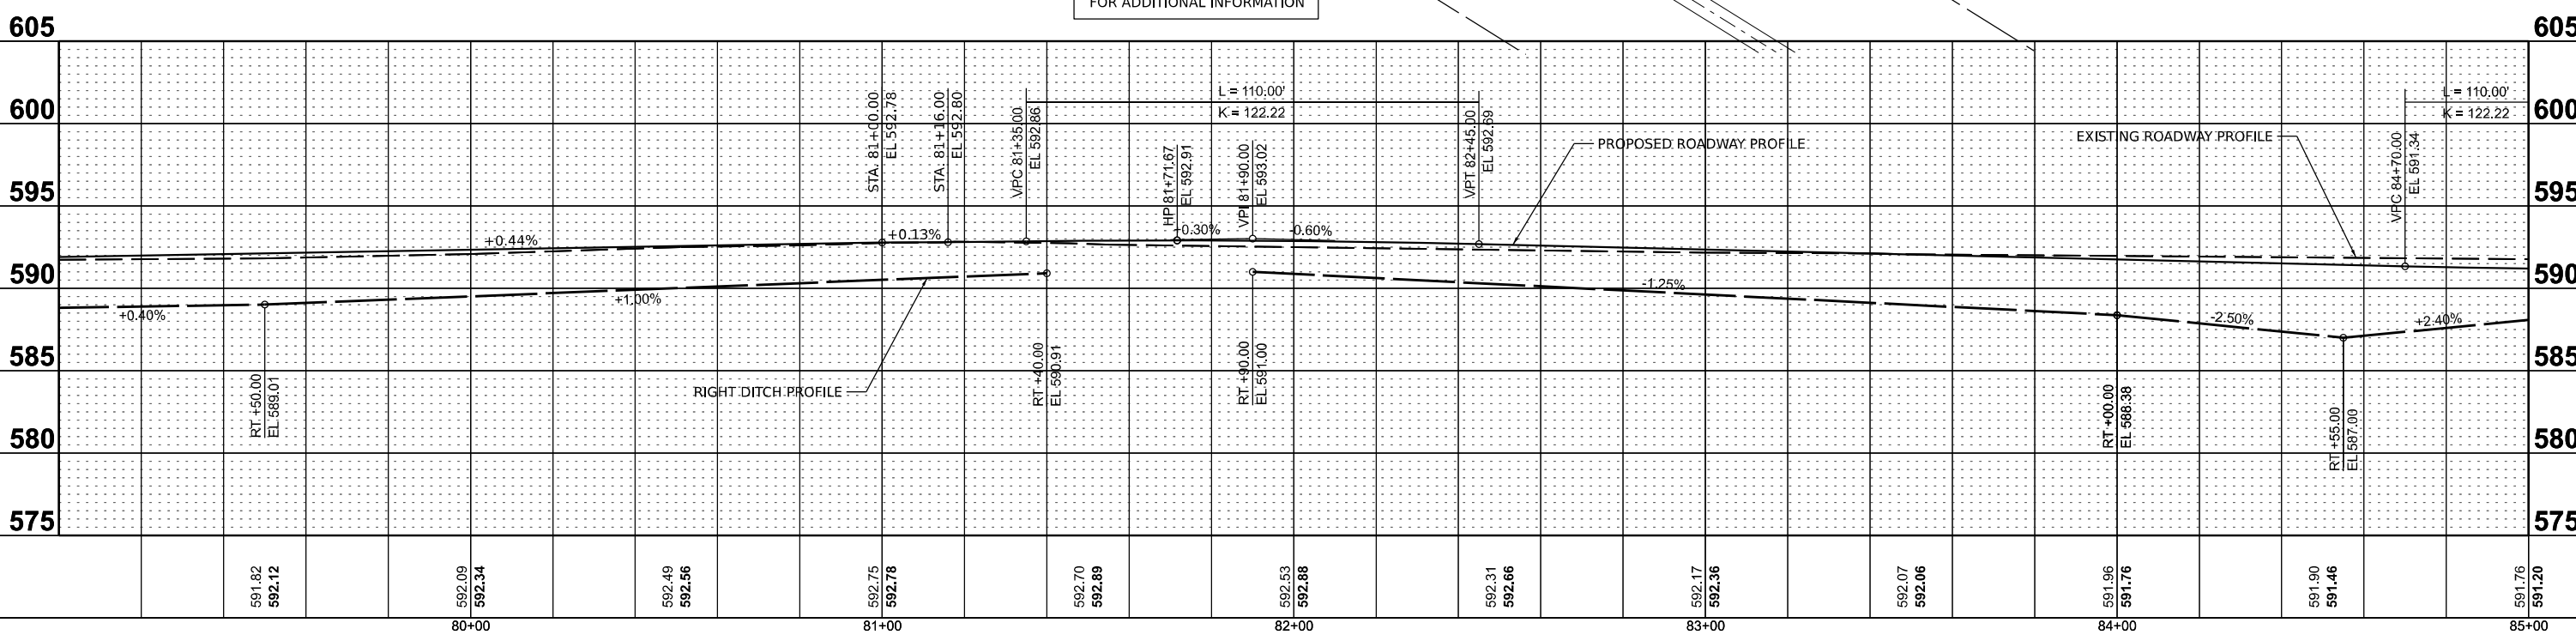 FOR ADDITIONAL INFORMATION
605
605
600
600
595
595
590
590
585
585
580
580
575
575
STA. 81+00.00
EL 592.78
STA. 81+16.00
EL 592.80
VPC 81+35.00
EL 592.86
L = 110.00'
K = 122.22
HP 81+71.67
EL 592.91
VPI 81+90.00
EL 593.02
VPT 82+45.00
EL 592.69
PROPOSED ROADWAY PROFILE
EXISTING ROADWAY PROFILE
L = 110.00'
K = 122.22
VPC 84+70.00
EL 591.34
+0.44%
+0.13%
+0.30%
-0.60%
+0.40%
+1.00%
-1.25%
-2.50%
+2.40%
RT +50.00
EL 589.01
RIGHT DITCH PROFILE
RT +40.00
EL 590.91
RT +90.00
EL 591.00
RT +00.00
EL 588.38
RT +55.00
EL 587.00
591.82
592.12
592.09
592.34
592.49
592.56
592.75
592.78
592.70
592.89
592.53
592.88
592.31
592.66
592.17
592.36
592.07
592.06
591.96
591.76
591.90
591.46
591.76
591.20
80+00
81+00
82+00
83+00
84+00
85+00